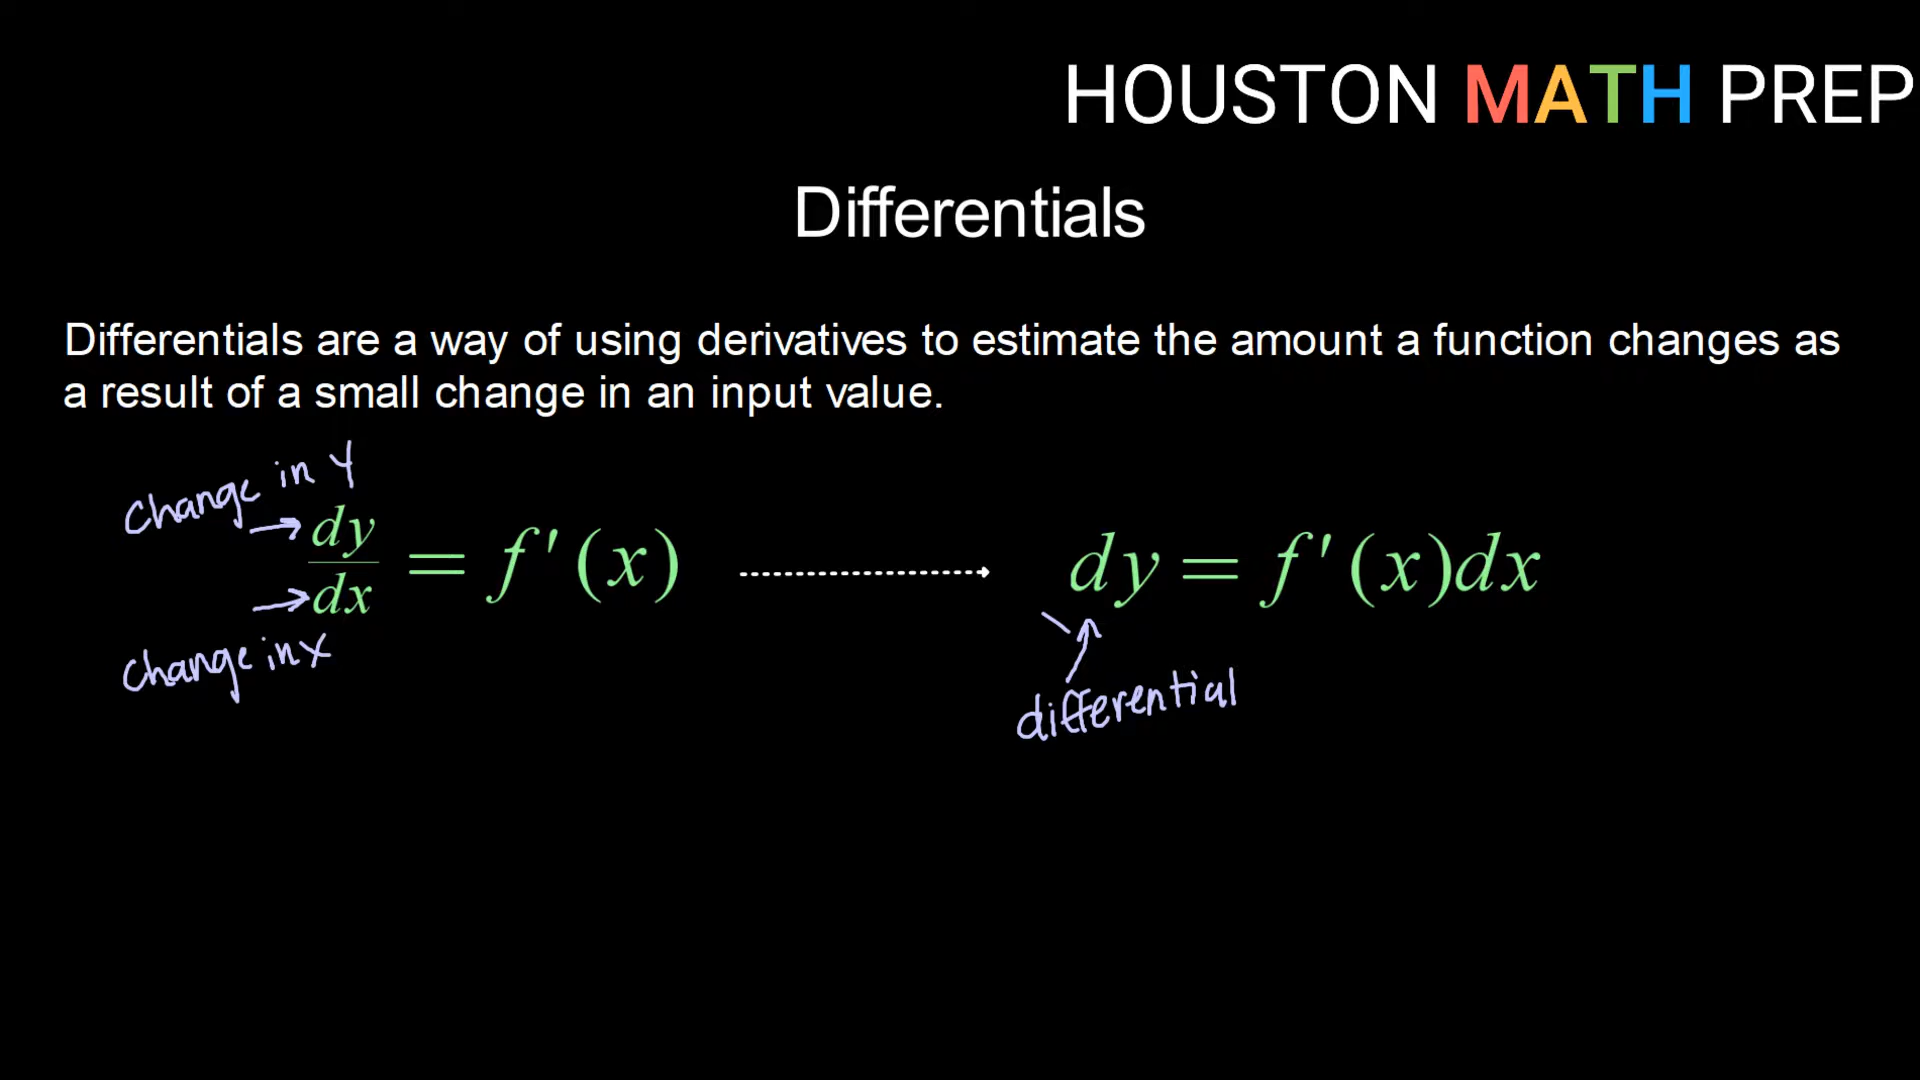 HOUSTON MATH PREP
Differentials
Differentials are a way of using derivatives to estimate the amount a function changes as
a result of a small change in an input value.
Change in Y
dy/dx = f'(x)
dy = f'(x)dx
Change in X
differential